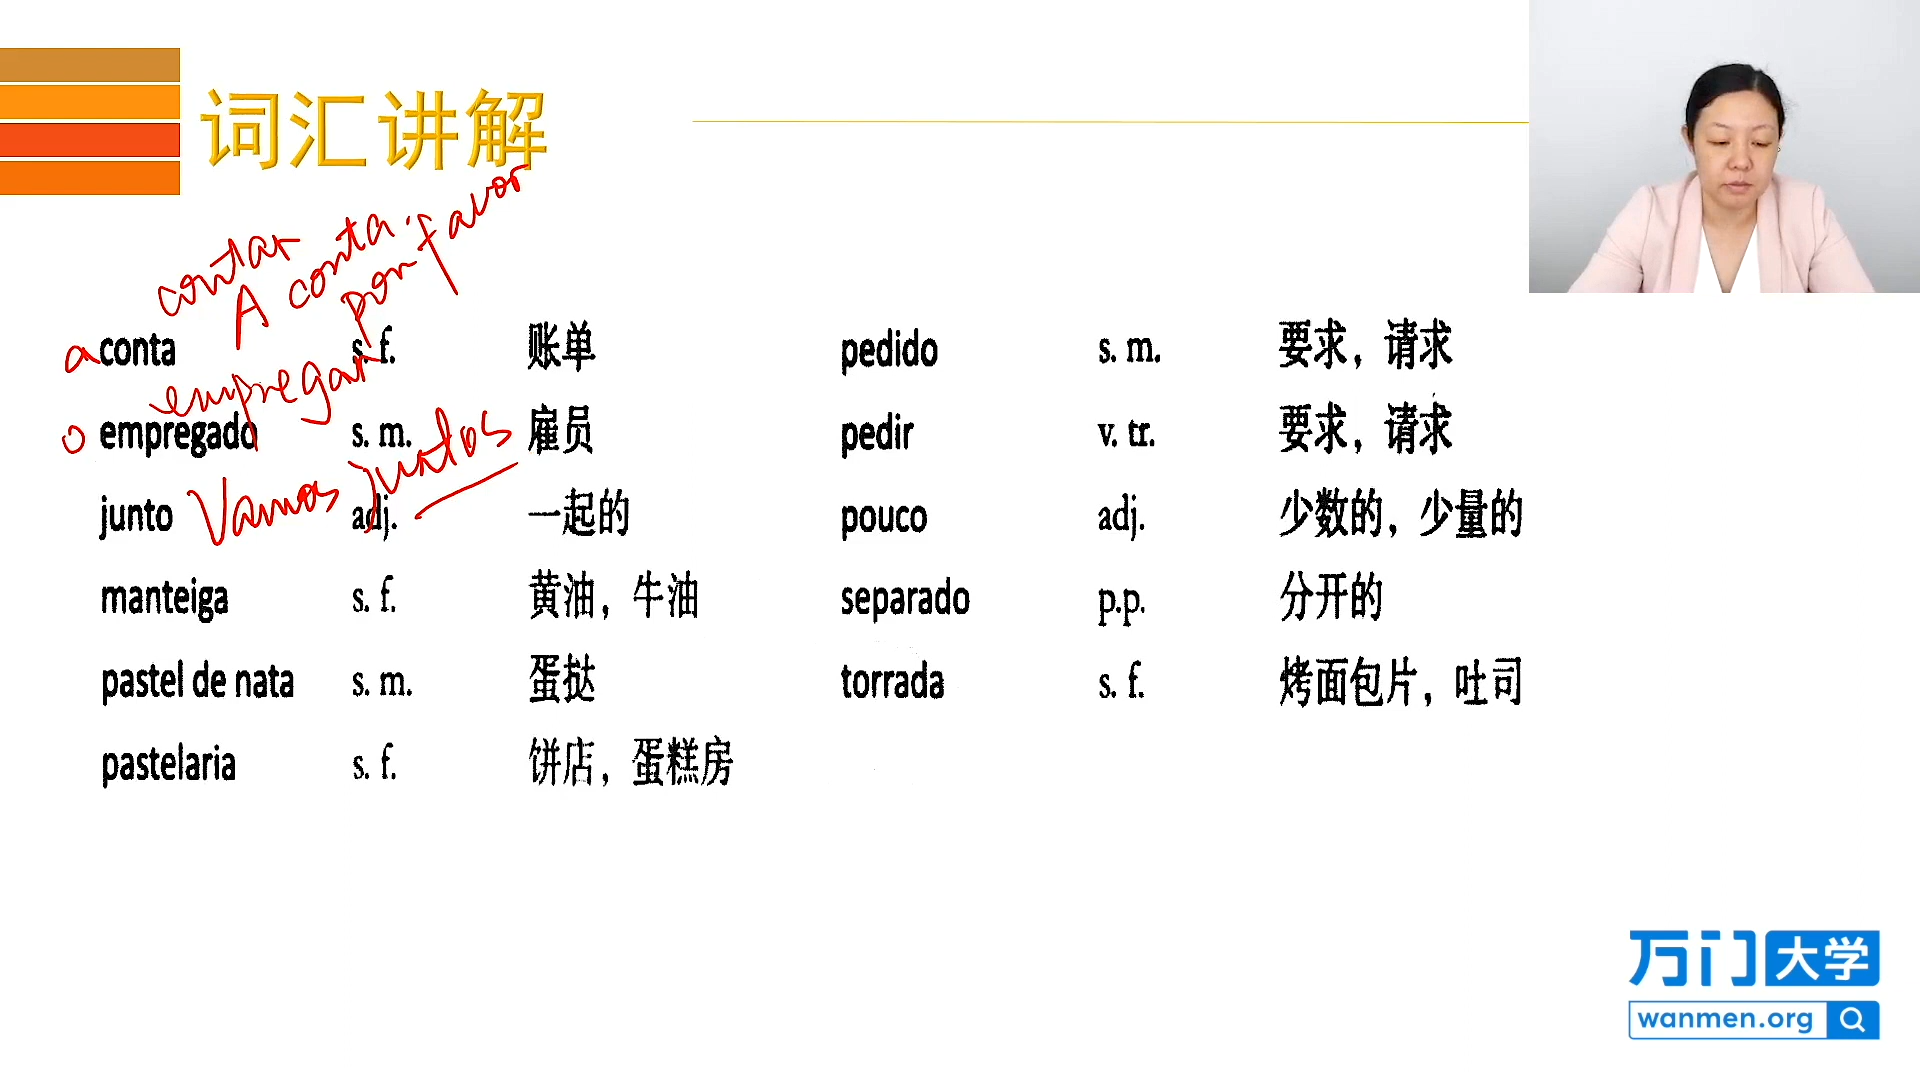 词汇讲解
contar
A conta.
por favor
a conta s. f. 账单
empregar
o empregado s. m. 雇员
junto adj. 一起的
Vamos juntos
manteiga s. f. 黄油，牛油
pastel de nata s. m. 蛋挞
pastelaria s. f. 饼店，蛋糕房
pedido s. m. 要求，请求
pedir v. tr. 要求，请求
pouco adj. 少数的，少量的
separado p.p. 分开的
torrada s. f. 烤面包片，吐司
万门大学
wanmen.org